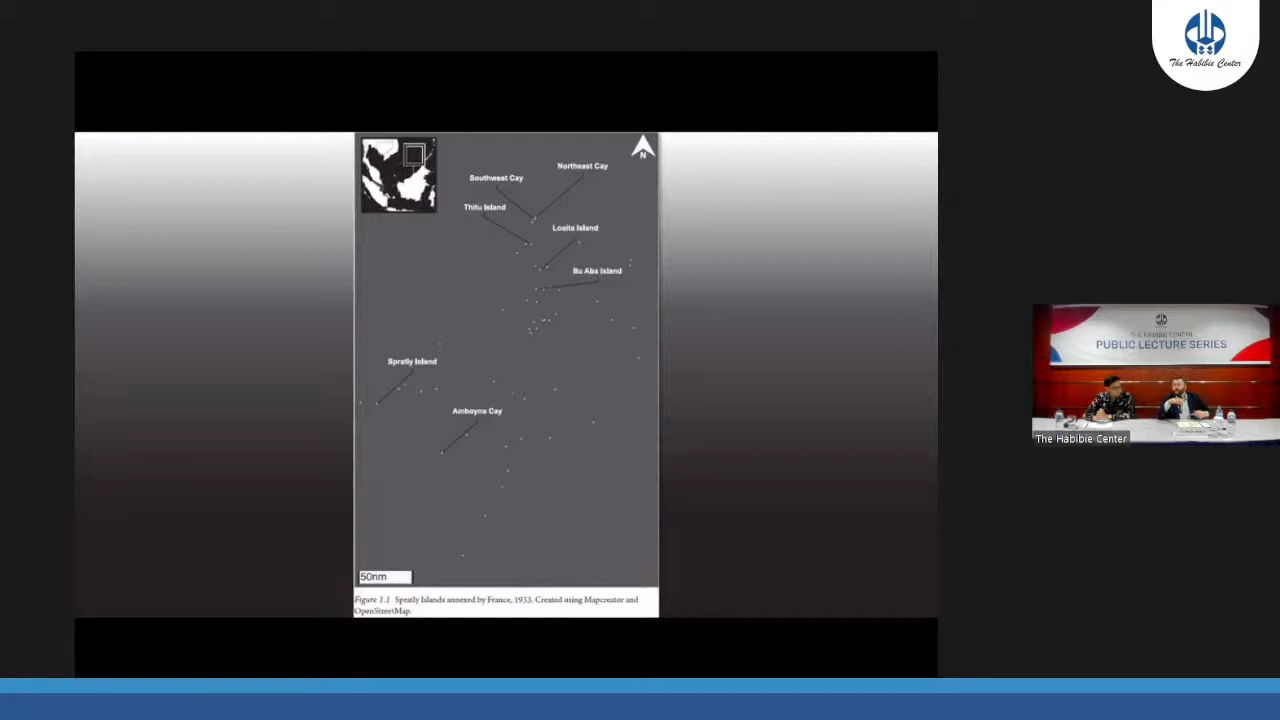 The Habibie Center
Northeast Cay
Southwest Cay
Thitu Island
Loaita Island
Itu Aba Island
Spratly Island
Amboyna Cay
N
50nm
Figure 1.1 Spratly Islands annexed by France, 1933. Created using Mapcreator and
OpenStreetMap.
THE HABIBIE CENTER
PUBLIC LECTURE SERIES
The Habibie Center